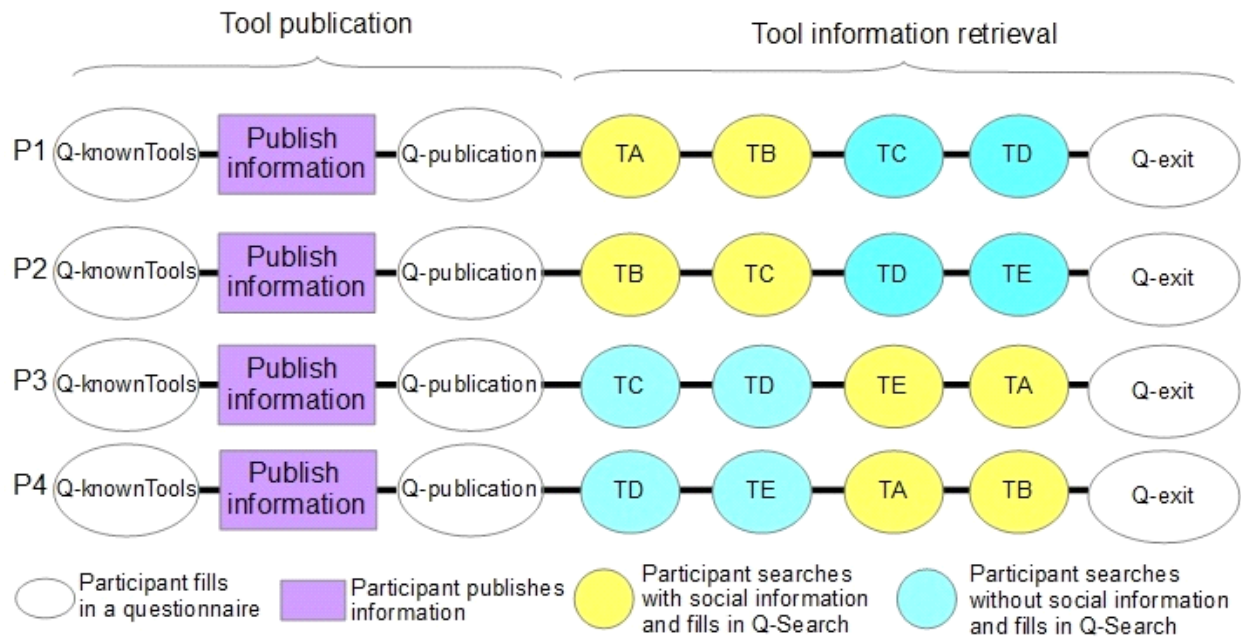 Tool publication
Tool information retrieval
P1
Q-knownTools
Publish
information
Q-publication
TA
TB
TC
TD
Q-exit
P2
Q-knownTools
Publish
information
Q-publication
TB
TC
TD
TE
Q-exit
P3
Q-knownTools
Publish
information
Q-publication
TC
TD
TE
TA
Q-exit
P4
Q-knownTools
Publish
information
Q-publication
TD
TE
TA
TB
Q-exit
Participant fills
in a questionnaire
Participant publishes
information
Participant searches
with social information
and fills in Q-Search
Participant searches
without social information
and fills in Q-Search